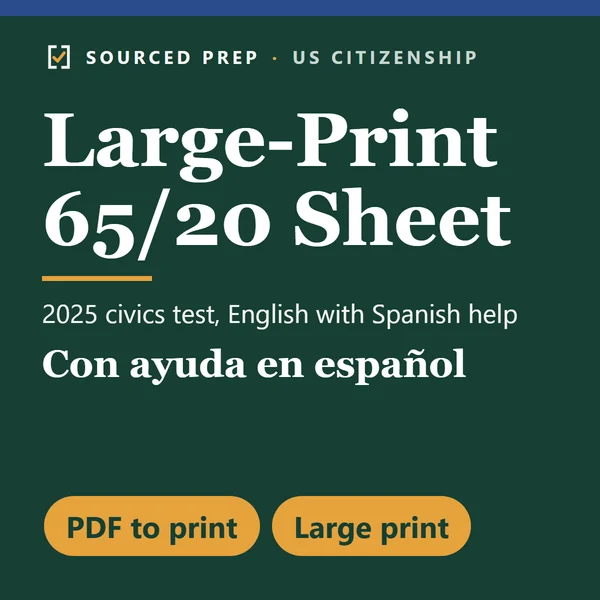 SOURCED PREP · US CITIZENSHIP
Large-Print
65/20 Sheet
2025 civics test, English with Spanish help
Con ayuda en español
PDF to print
Large print